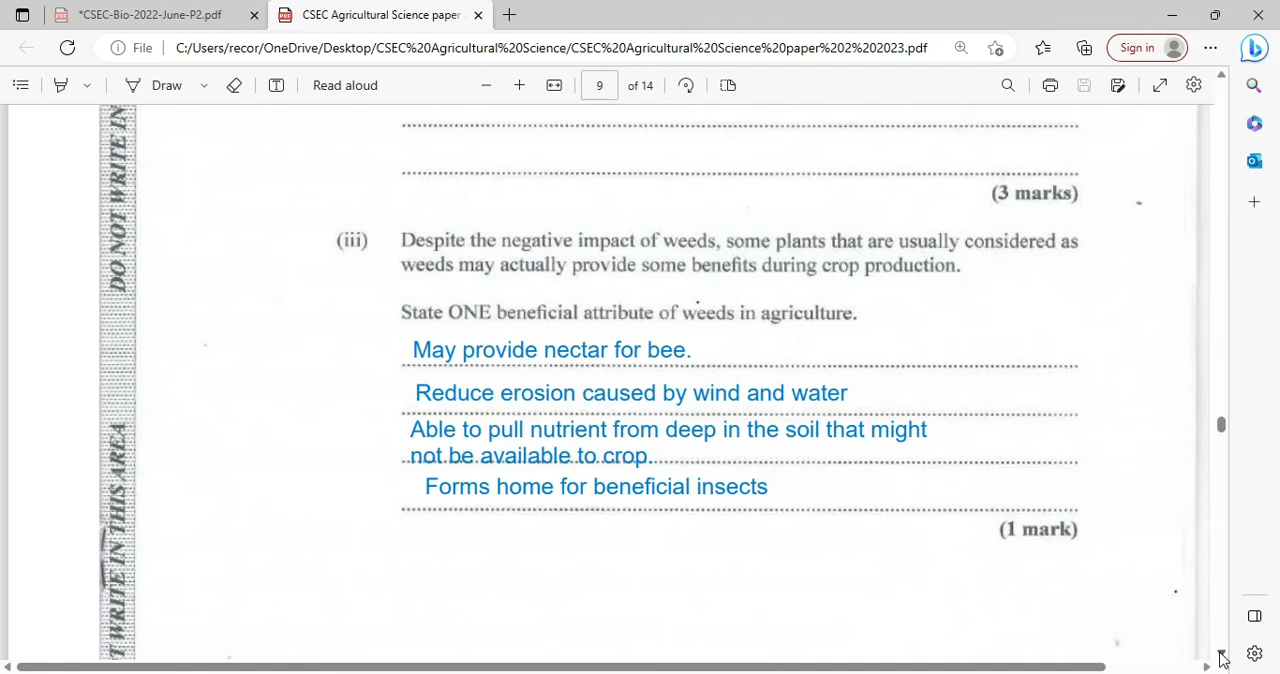 *CSEC-Bio-2022-June-P2.pdf
CSEC Agricultural Science paper
File
C:/Users/recor/OneDrive/Desktop/CSEC%20Agricultural%20Science/CSEC%20Agricultural%20Science%20paper%202%202023.pdf
Sign in
Draw
Read aloud
9 of 14
DO NOT WRITE IN
(3 marks)
(iii) Despite the negative impact of weeds, some plants that are usually considered as
weeds may actually provide some benefits during crop production.
State ONE beneficial attribute of weeds in agriculture.
May provide nectar for bee.
Reduce erosion caused by wind and water
Able to pull nutrient from deep in the soil that might
not be available to crop.
Forms home for beneficial insects
(1 mark)
T WRITE IN THIS AREA